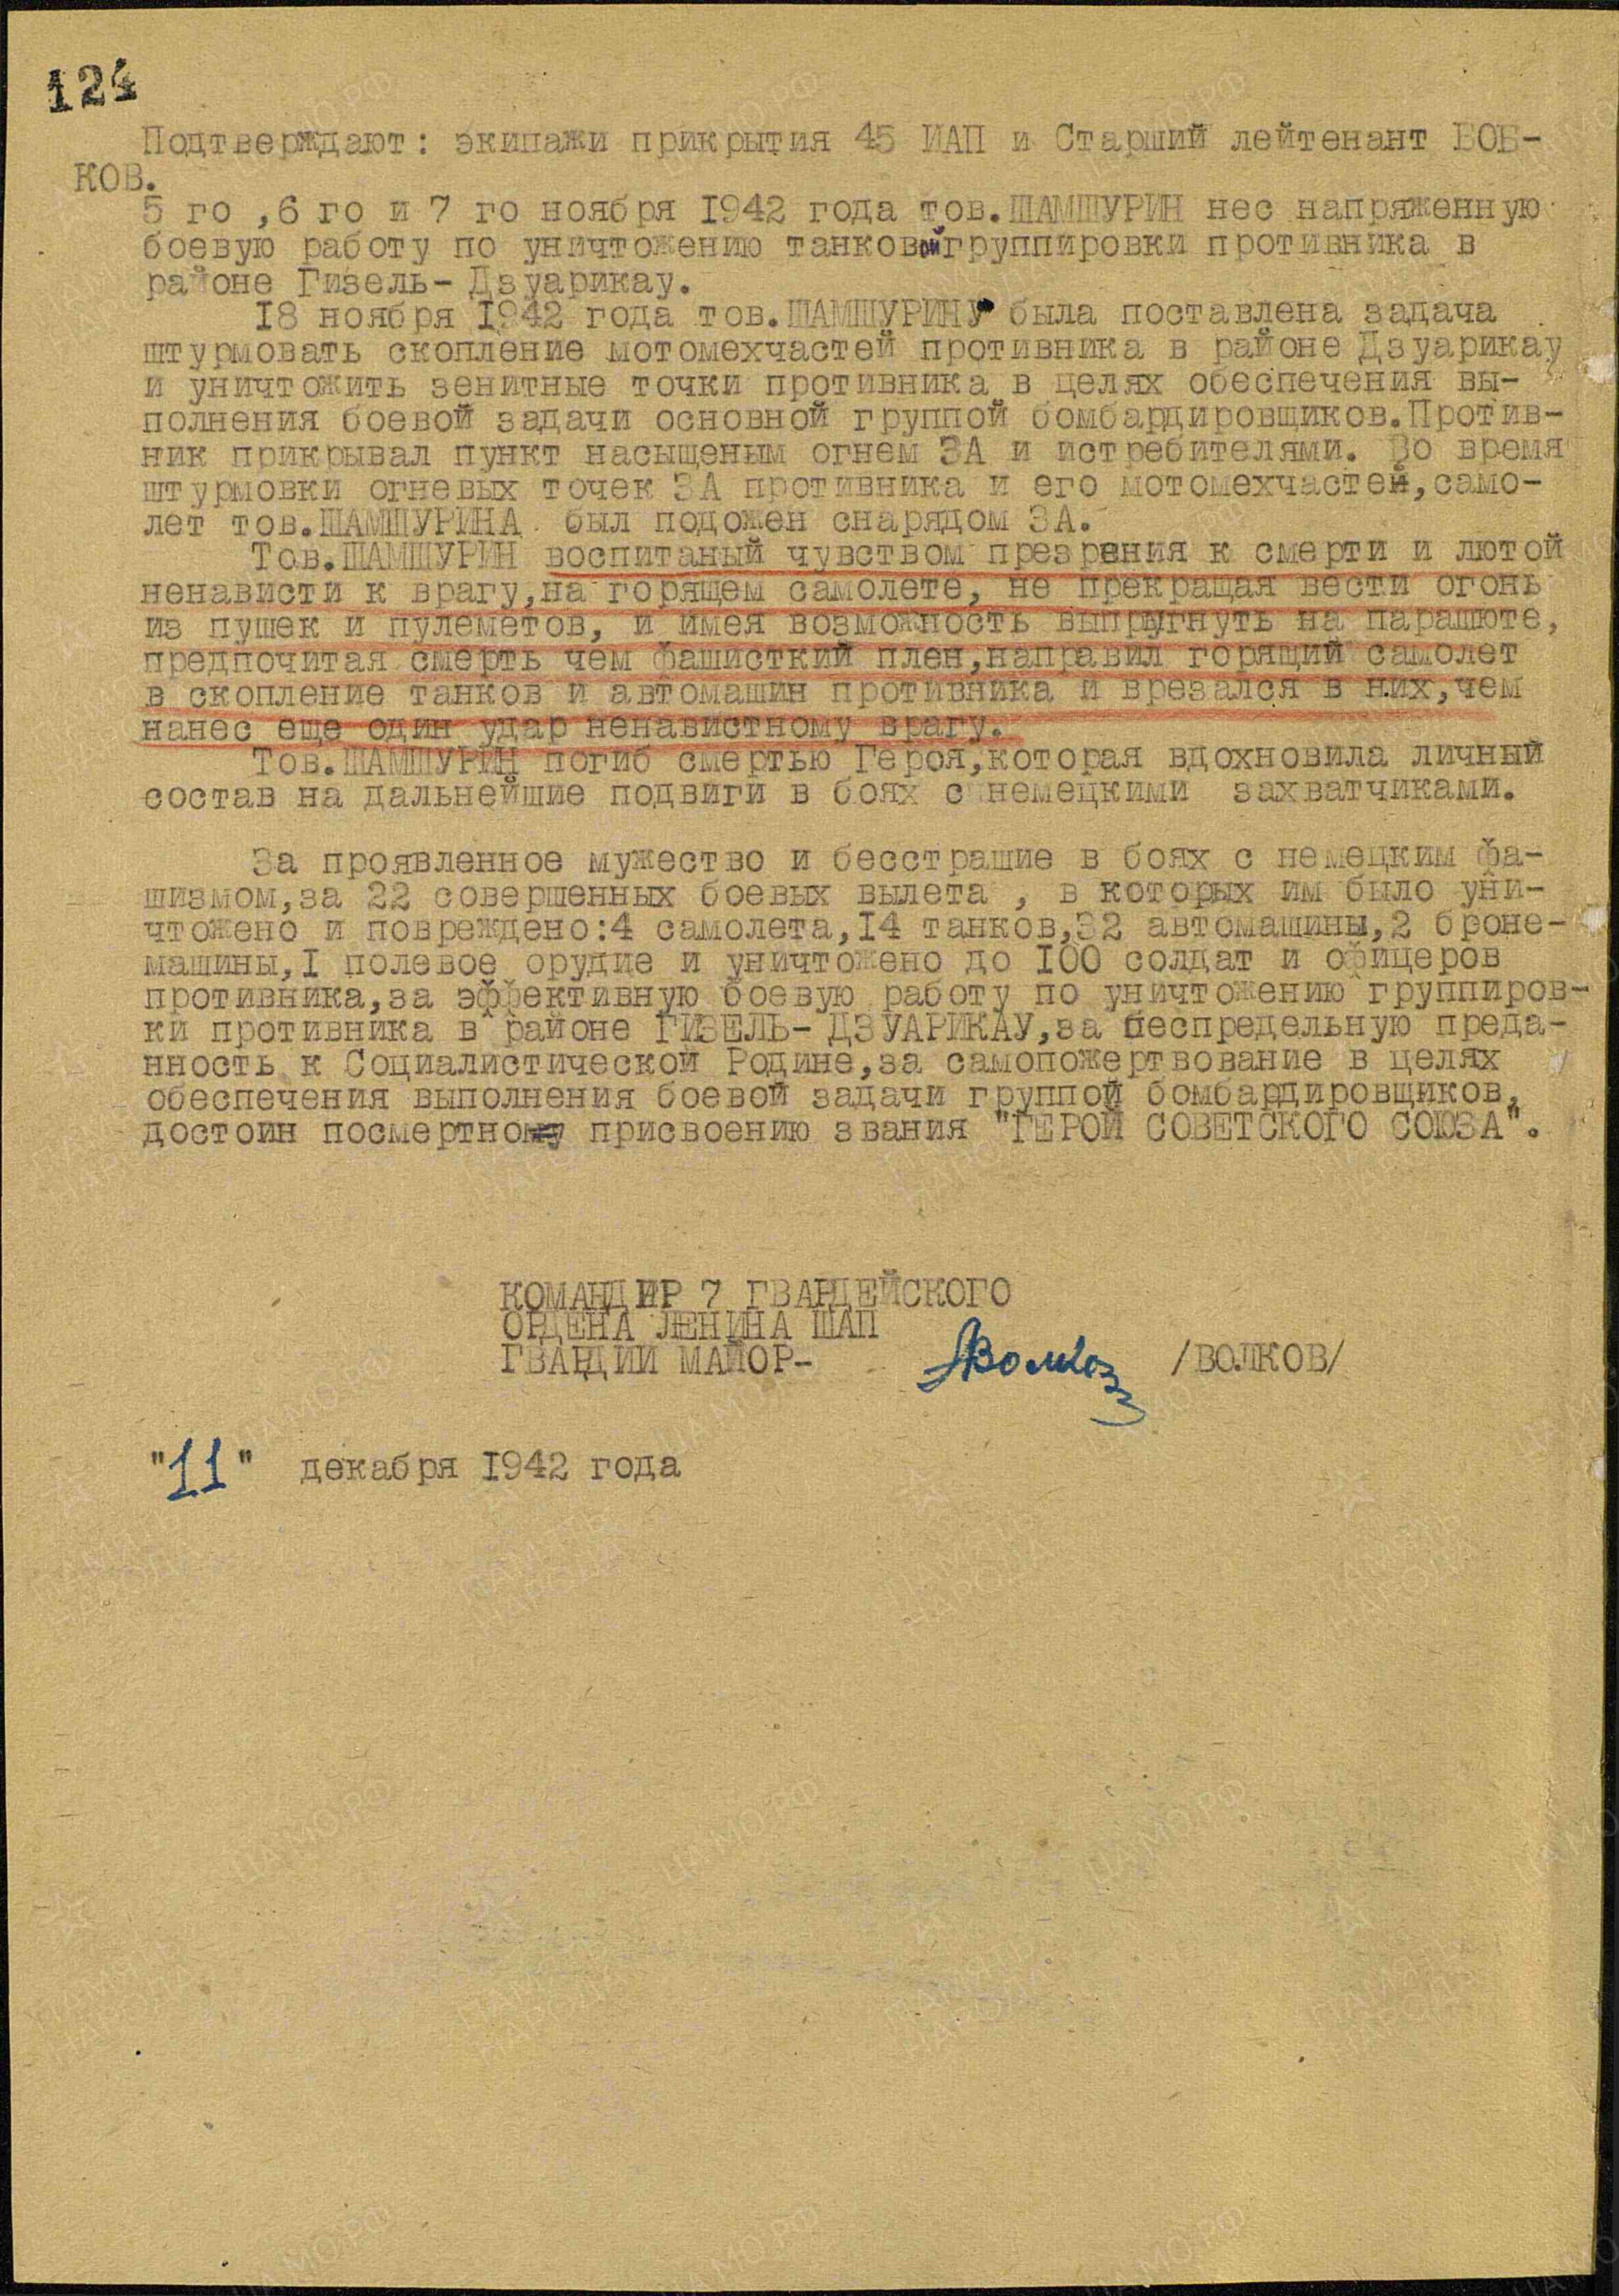 124
Подтверждают: экипажи прикрытия 45 ИАП и Старший лейтенант БОБ-
КОВ.
5 го ,6 го и 7 го ноября 1942 года тов.ШАМШУРИН нес напряженную
боевую работу по уничтожению танковой группировки противника в
районе Гизель- Дзуарикау.
18 ноября 1942 года тов.ШАМШУРИНУ была поставлена задача
штурмовать скопление мотомехчастей противника в районе Дзуарикау
и уничтожить зенитные точки противника в целях обеспечения вы-
полнения боевой задачи основной группой бомбардировщиков.Против-
ник прикрывал пункт насыщеным огнем ЗА и истребителями. Во время
штурмовки огневых точек ЗА противника и его мотомехчастей,само-
лет тов.ШАМШУРИНА был подожен снарядом ЗА.
Тов.ШАМШУРИН воспитаный чувством презрения к смерти и лютой
ненависти к врагу,на горящем самолете, не прекращая вести огонь
из пушек и пулеметов, и имея возможность выпрыгнуть на парашюте,
предпочитая смерть чем фашисткий плен,направил горящий самолет
в скопление танков и автомашин противника и врезался в них,чем
нанес еще один удар ненавистному врагу.
Тов.ШАМШУРИН погиб смертью Героя,которая вдохновила личный
состав на дальнейшие подвиги в боях с немецкими захватчиками.
За проявленное мужество и бесстрашие в боях с немецким фа-
шизмом,за 22 совершенных боевых вылета , в которых им было уни-
чтожено и повреждено:4 самолета,14 танков,32 автомашины,2 броне-
машины,1 полевое орудие и уничтожено до 100 солдат и офицеров
противника,за эффективную боевую работу по уничтожению группиров-
ки противника в районе ГИЗЕЛЬ- ДЗУАРИКАУ,за беспредельную преда-
нность к Социалистической Родине,за самопожертвование в целях
обеспечения выполнения боевой задачи группой бомбардировщиков,
достоин посмертному присвоению звания "ГЕРОЙ СОВЕТСКОГО СОЮЗА".
КОМАНДИР 7 ГВАРДЕЙСКОГО
ОРДЕНА ЛЕНИНА ШАП
ГВАРДИИ МАЙОР- Волков /ВОЛКОВ/
"11" декабря 1942 года